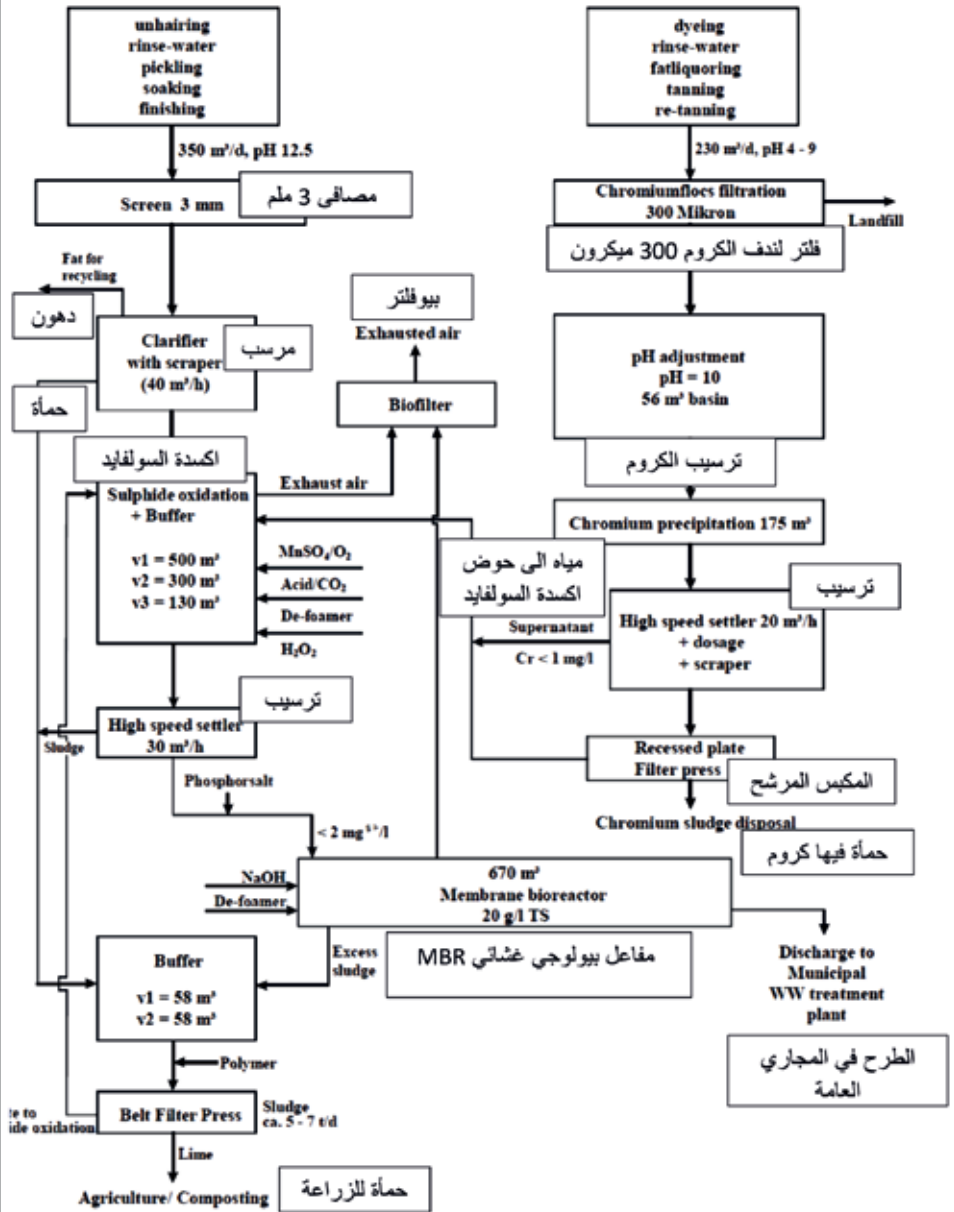 unhairing
rinse-water
pickling
soaking
finishing
dyeing
rinse-water
fatliquoring
tanning
re-tanning
350 m³/d, pH 12.5
230 m³/d, pH 4 - 9
Screen 3 mm
مصافي 3 ملم
Chromiumflocs filtration
300 Mikron
Landfill
فلتر لندف الكروم 300 ميكرون
Fat for
recycling
دهون
Clarifier
with scraper
(40 m³/h)
مرسب
حمأة
بيوفلتر
Exhausted air
Biofilter
pH adjustment
pH = 10
56 m³ basin
ترسيب الكروم
Chromium precipitation 175 m³
اكسدة السولفايد
Sulphide oxidation
+ Buffer
v1 = 500 m³
v2 = 300 m³
v3 = 130 m³
Exhaust air
MnSO₄/O₂
Acid/CO₂
De-foamer
H₂O₂
مياه الى حوض
اكسدة السولفايد
Supernatant
Cr < 1 mg/l
ترسيب
High speed settler 20 m³/h
+ dosage
+ scraper
ترسيب
High speed settler
30 m³/h
Sludge
Recessed plate
Filter press
المكبس المرشح
Chromium sludge disposal
حمأة فيها كروم
Phosphorsalt
< 2 mg /l
NaOH
De-foamer
670 m³
Membrane bioreactor
20 g/l TS
مفاعل بيولوجي غشائي MBR
Excess
sludge
Discharge to
Municipal
WW treatment
plant
الطرح في المجاري
العامة
Buffer
v1 = 58 m³
v2 = 58 m³
Polymer
Belt Filter Press
Sludge
ca. 5 - 7 t/d
te to
ide oxidation
Lime
Agriculture/ Composting
حمأة للزراعة